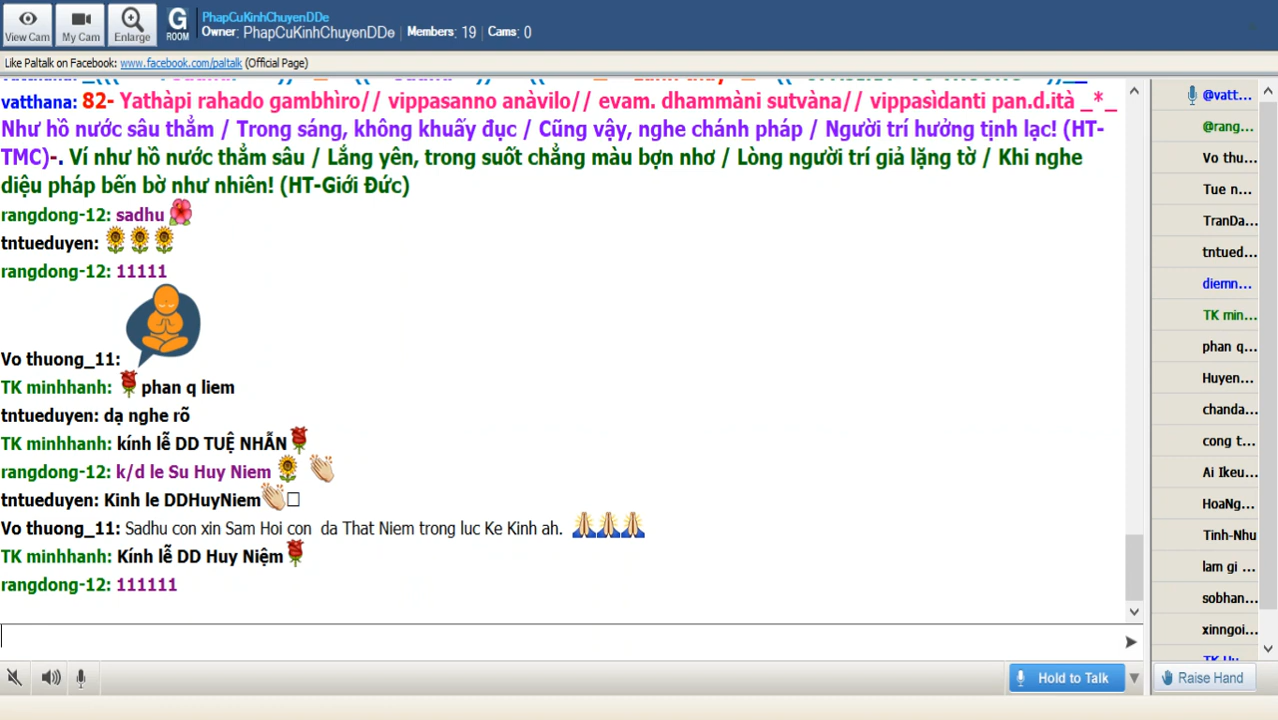 View Cam
My Cam
Enlarge
G
ROOM
PhapCuKinhChuyenDDe
Owner: PhapCuKinhChuyenDDe | Members: 19 | Cams: 0
Like Paltalk on Facebook: www.facebook.com/paltalk (Official Page)
vatthana: 82- Yathàpi rahado gambhìro// vippasanno anàvilo// evam. dhammàni sutvàna// vippasìdanti pan.d.ità _*_
Như hồ nước sâu thẳm / Trong sáng, không khuấy đục / Cũng vậy, nghe chánh pháp / Người trí hưởng tịnh lạc! (HT-
TMC)-. Ví như hồ nước thẳm sâu / Lắng yên, trong suốt chẳng màu bợn nhơ / Lòng người trí giả lặng tờ / Khi nghe
diệu pháp bến bờ như nhiên! (HT-Giới Đức)
rangdong-12: sadhu
tntueduyen:
rangdong-12: 11111
Vo thuong_11:
TK minhhanh: phan q liem
tntueduyen: dạ nghe rõ
TK minhhanh: kính lễ DD TUỆ NHẪN
rangdong-12: k/d le Su Huy Niem
tntueduyen: Kinh le DDHuyNiem
Vo thuong_11: Sadhu con xin Sam Hoi con da That Niem trong luc Ke Kinh ah.
TK minhhanh: Kính lễ DD Huy Niệm
rangdong-12: 111111
@vatt...
@rang...
Vo thu...
Tue n...
TranDa...
tntued...
diemn...
TK min...
phan q...
Huyen...
chanda...
cong t...
Ai Ikeu...
HoaNg...
Tinh-Nhu
lam gi ...
sobhan...
xinngoi...
Hold to Talk
Raise Hand